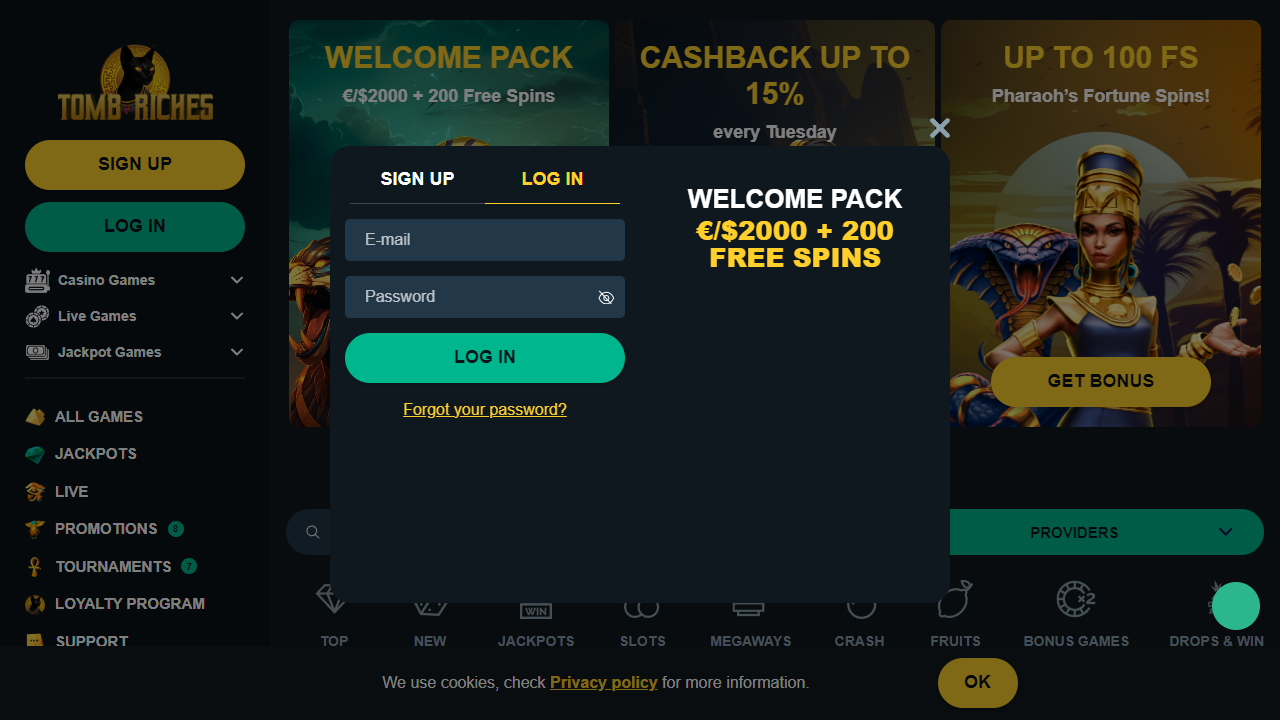 TOMB RICHES
SIGN UP
LOG IN
Casino Games
Live Games
Jackpot Games
ALL GAMES
JACKPOTS
LIVE
PROMOTIONS 8
TOURNAMENTS 7
LOYALTY PROGRAM
SUPPORT
WELCOME PACK
€/$2000 + 200 Free Spins
CASHBACK UP TO
15%
every Tuesday
UP TO 100 FS
Pharaoh’s Fortune Spins!
GET BONUS
SIGN UP
LOG IN
E-mail
Password
LOG IN
Forgot your password?
WELCOME PACK
€/$2000 + 200
FREE SPINS
PROVIDERS
WIN
X2
TOP
NEW
JACKPOTS
SLOTS
MEGAWAYS
CRASH
FRUITS
BONUS GAMES
DROPS & WIN
We use cookies, check Privacy policy for more information.
OK